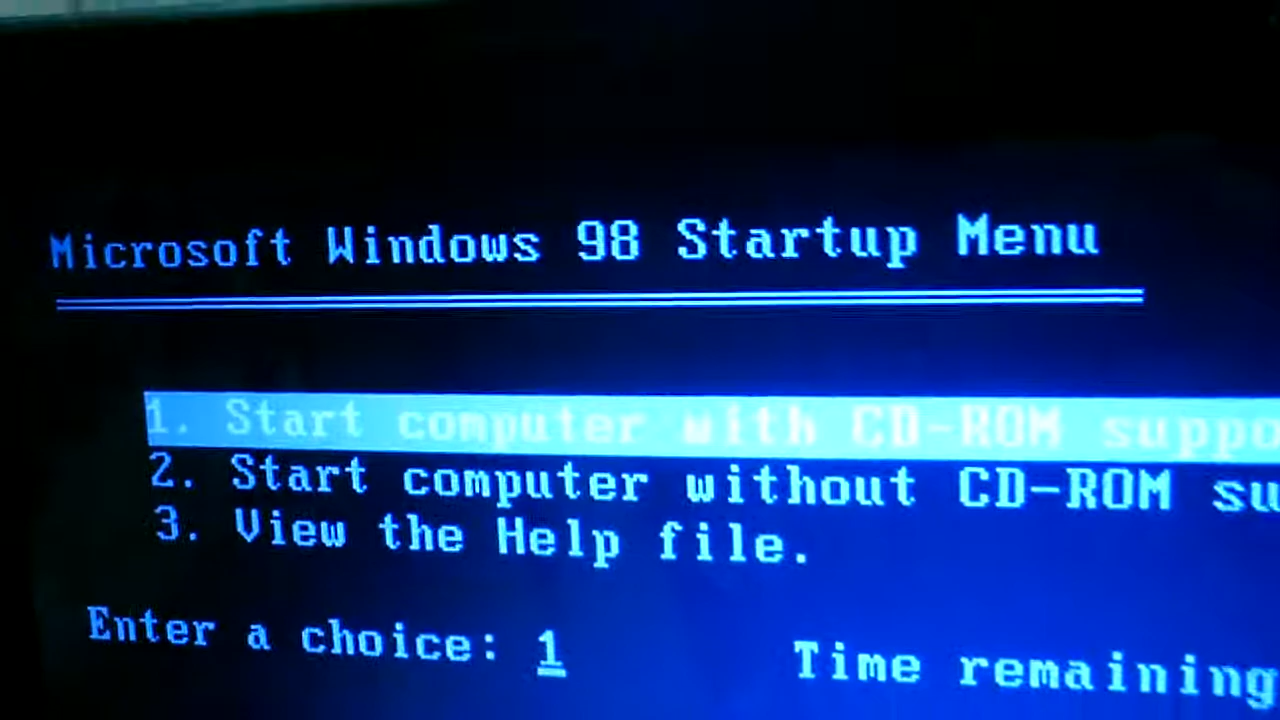 Microsoft Windows 98 Startup Menu
1. Start computer with CD-ROM suppo
2. Start computer without CD-ROM su
3. View the Help file.
Enter a choice: 1
Time remaining